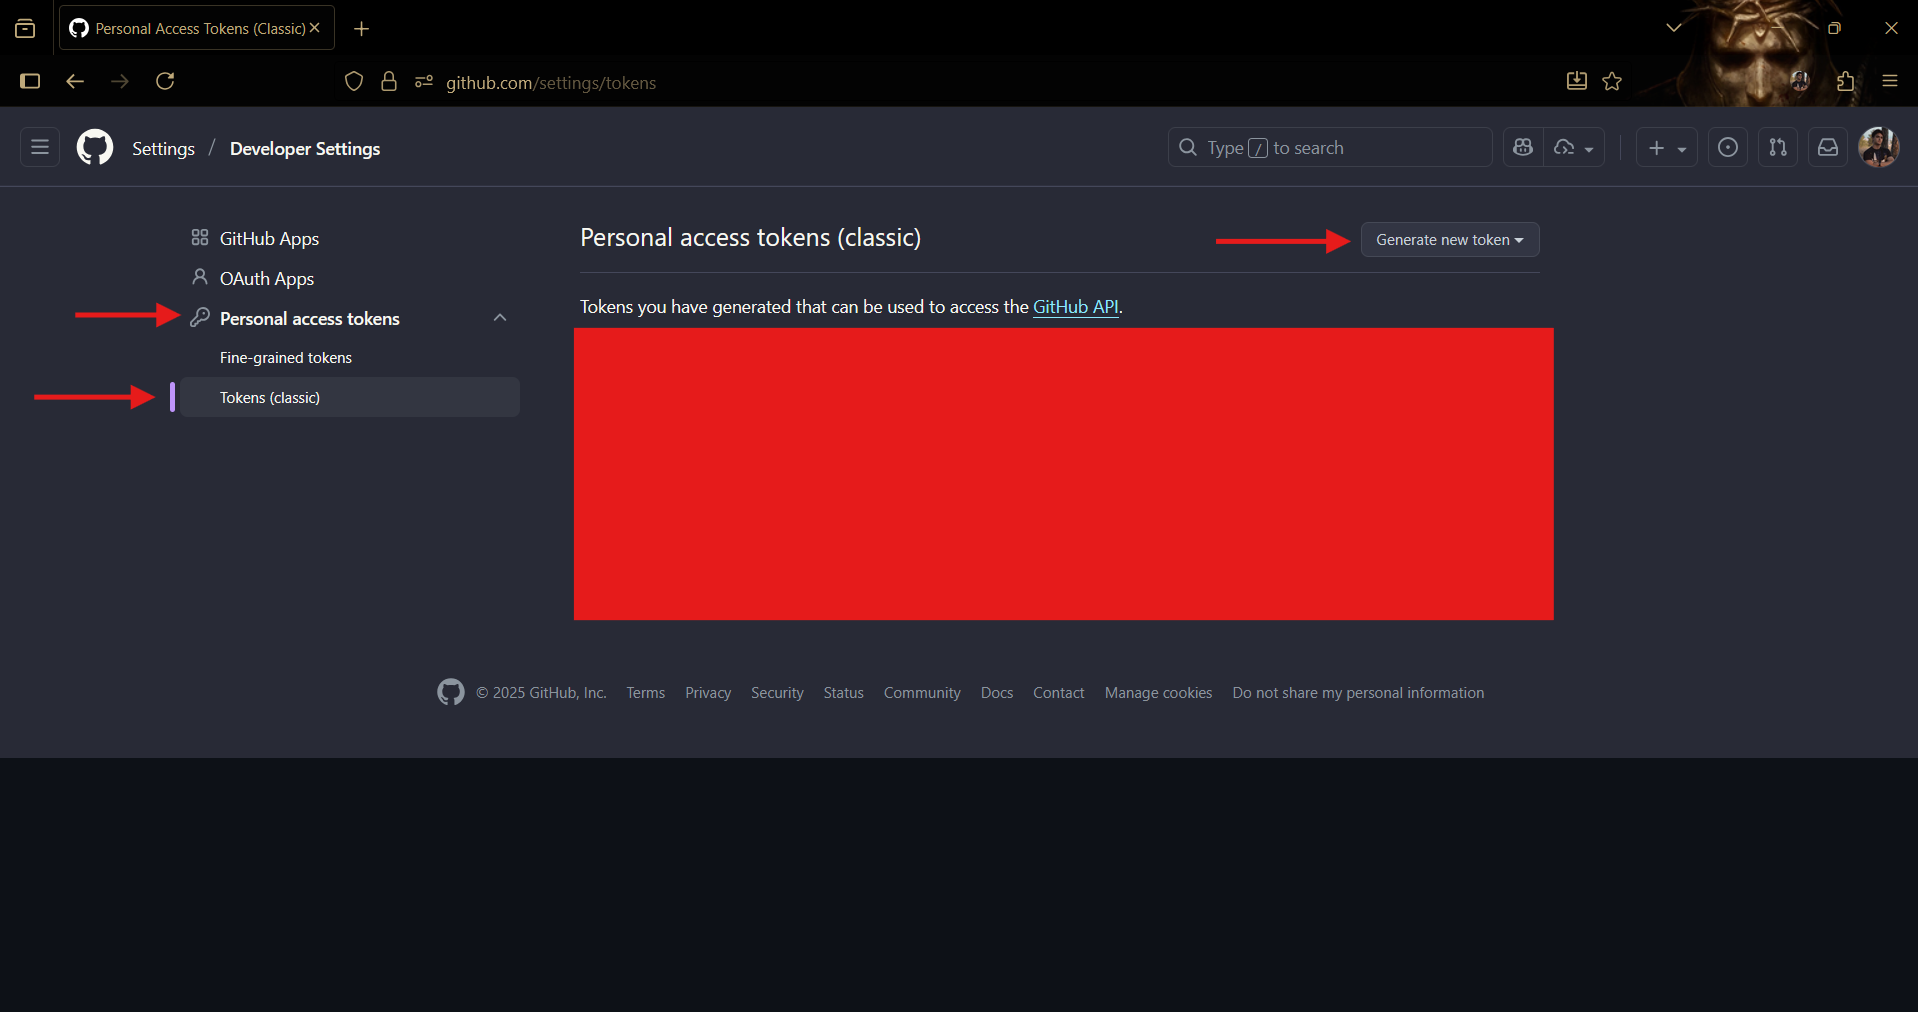 Personal Access Tokens (Classic)
github.com/settings/tokens
Settings / Developer Settings
Type / to search
GitHub Apps
OAuth Apps
Personal access tokens
Fine-grained tokens
Tokens (classic)
Personal access tokens (classic)
Generate new token
Tokens you have generated that can be used to access the GitHub API.
© 2025 GitHub, Inc. Terms Privacy Security Status Community Docs Contact Manage cookies Do not share my personal information